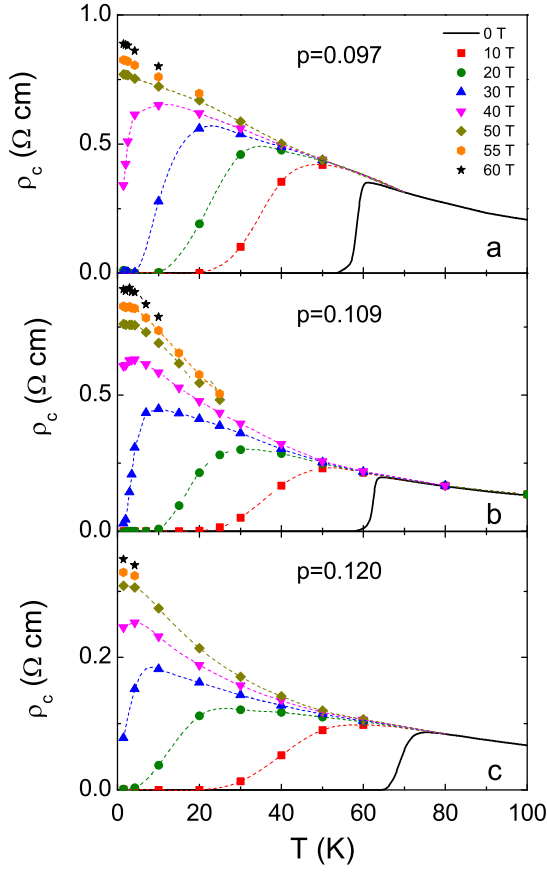 1.0
0.5
0.0
ρc (Ω cm)
p=0.097
0 T
10 T
20 T
30 T
40 T
50 T
55 T
60 T
a
0.5
0.0
ρc (Ω cm)
p=0.109
b
0.2
0.0
ρc (Ω cm)
p=0.120
c
0 20 40 60 80 100
T (K)